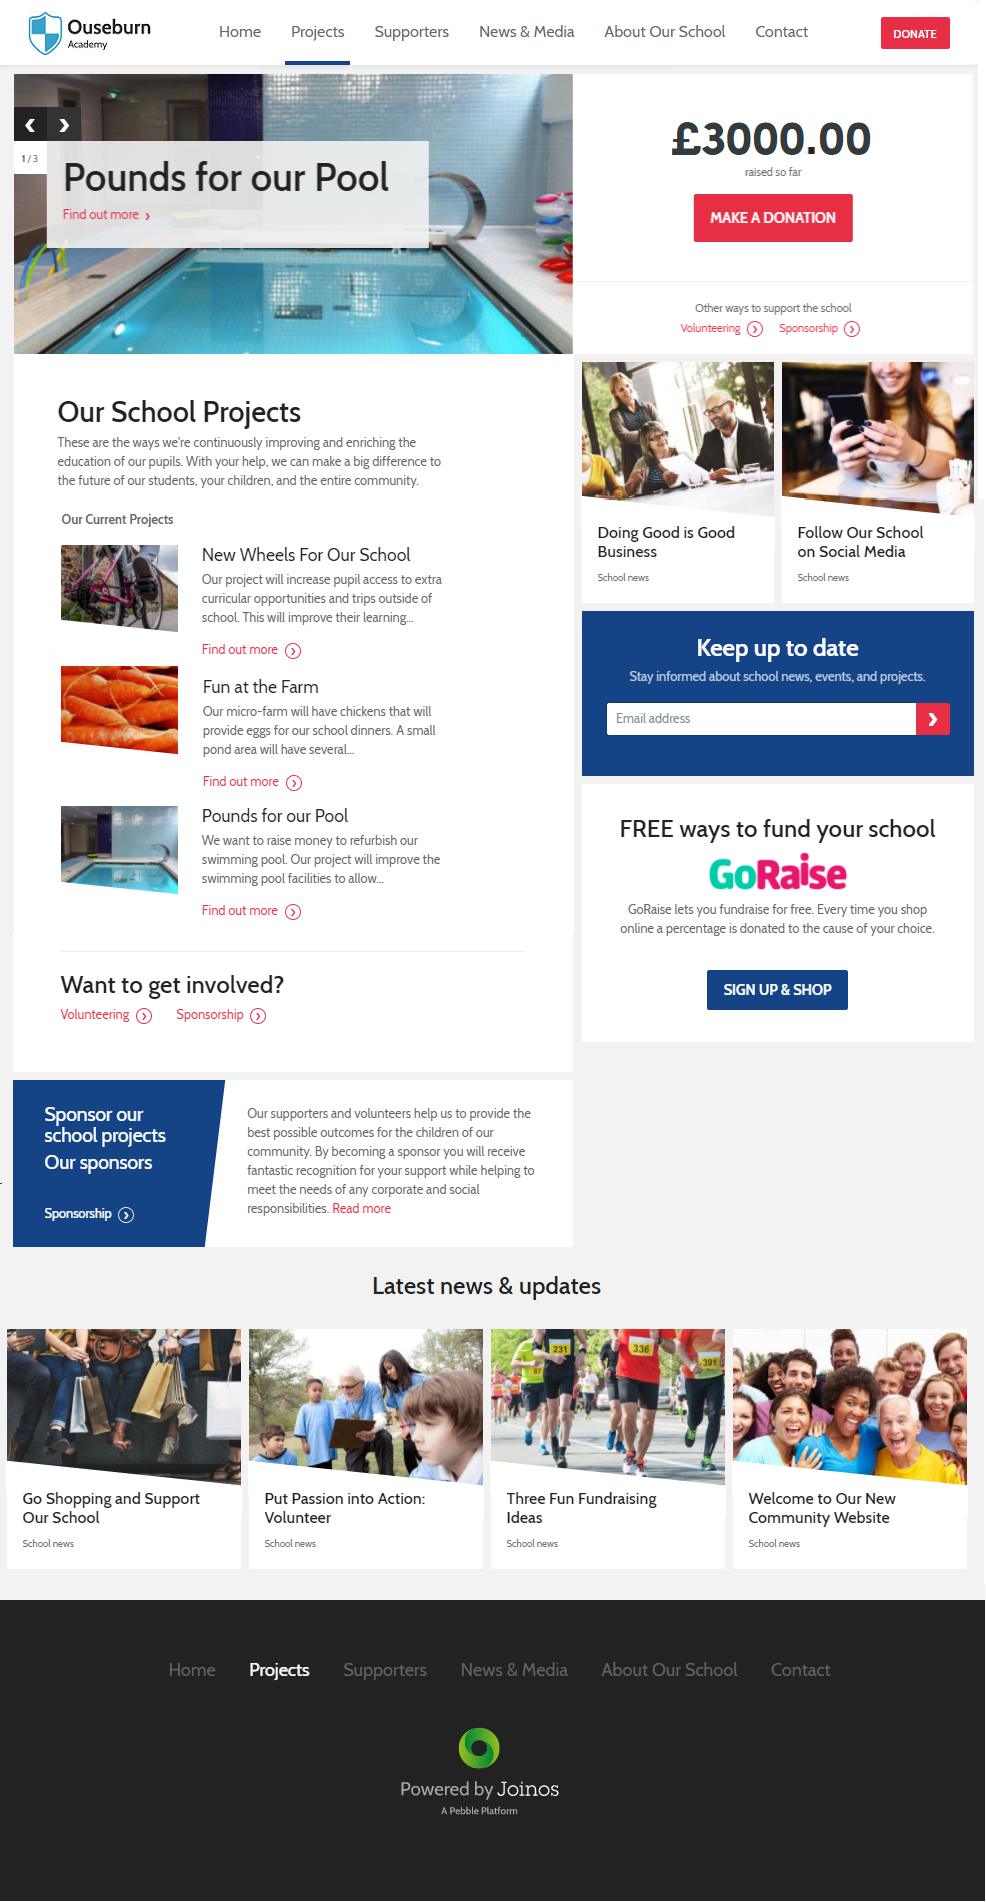 Ouseburn
Academy
Home
Projects
Supporters
News & Media
About Our School
Contact
DONATE
1 / 3
Pounds for our Pool
Find out more
£3000.00
raised so far
MAKE A DONATION
Other ways to support the school
Volunteering
Sponsorship
Our School Projects
These are the ways we're continuously improving and enriching the
education of our pupils. With your help, we can make a big difference to
the future of our students, your children, and the entire community.
Our Current Projects
New Wheels For Our School
Our project will increase pupil access to extra
curricular opportunities and trips outside of
school. This will improve their learning...
Find out more
Fun at the Farm
Our micro-farm will have chickens that will
provide eggs for our school dinners. A small
pond area will have several...
Find out more
Pounds for our Pool
We want to raise money to refurbish our
swimming pool. Our project will improve the
swimming pool facilities to allow...
Find out more
Want to get involved?
Volunteering
Sponsorship
Doing Good is Good
Business
School news
Follow Our School
on Social Media
School news
Keep up to date
Stay informed about school news, events, and projects.
Email address
FREE ways to fund your school
GoRaise
GoRaise lets you fundraise for free. Every time you shop
online a percentage is donated to the cause of your choice.
SIGN UP & SHOP
Sponsor our
school projects
Our sponsors
Sponsorship
Our supporters and volunteers help us to provide the
best possible outcomes for the children of our
community. By becoming a sponsor you will receive
fantastic recognition for your support while helping to
meet the needs of any corporate and social
responsibilities. Read more
Latest news & updates
231
336
391
87
Go Shopping and Support
Our School
School news
Put Passion into Action:
Volunteer
School news
Three Fun Fundraising
Ideas
School news
Welcome to Our New
Community Website
School news
Home
Projects
Supporters
News & Media
About Our School
Contact
Powered by Joinos
A Pebble Platform